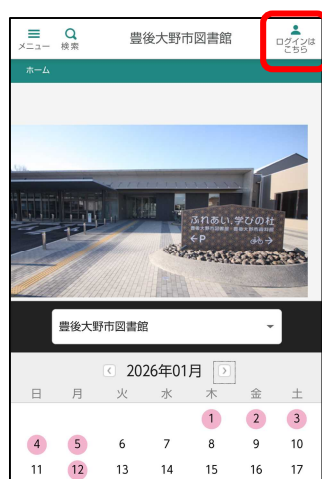 メニュー
検索
豊後大野市図書館
ログインは
こちら
ホーム
ふれあい、学びの社
←P
豊後大野市図書館
2026年01月
日 月 火 水 木 金 土
1 2 3
4 5 6 7 8 9 10
11 12 13 14 15 16 17